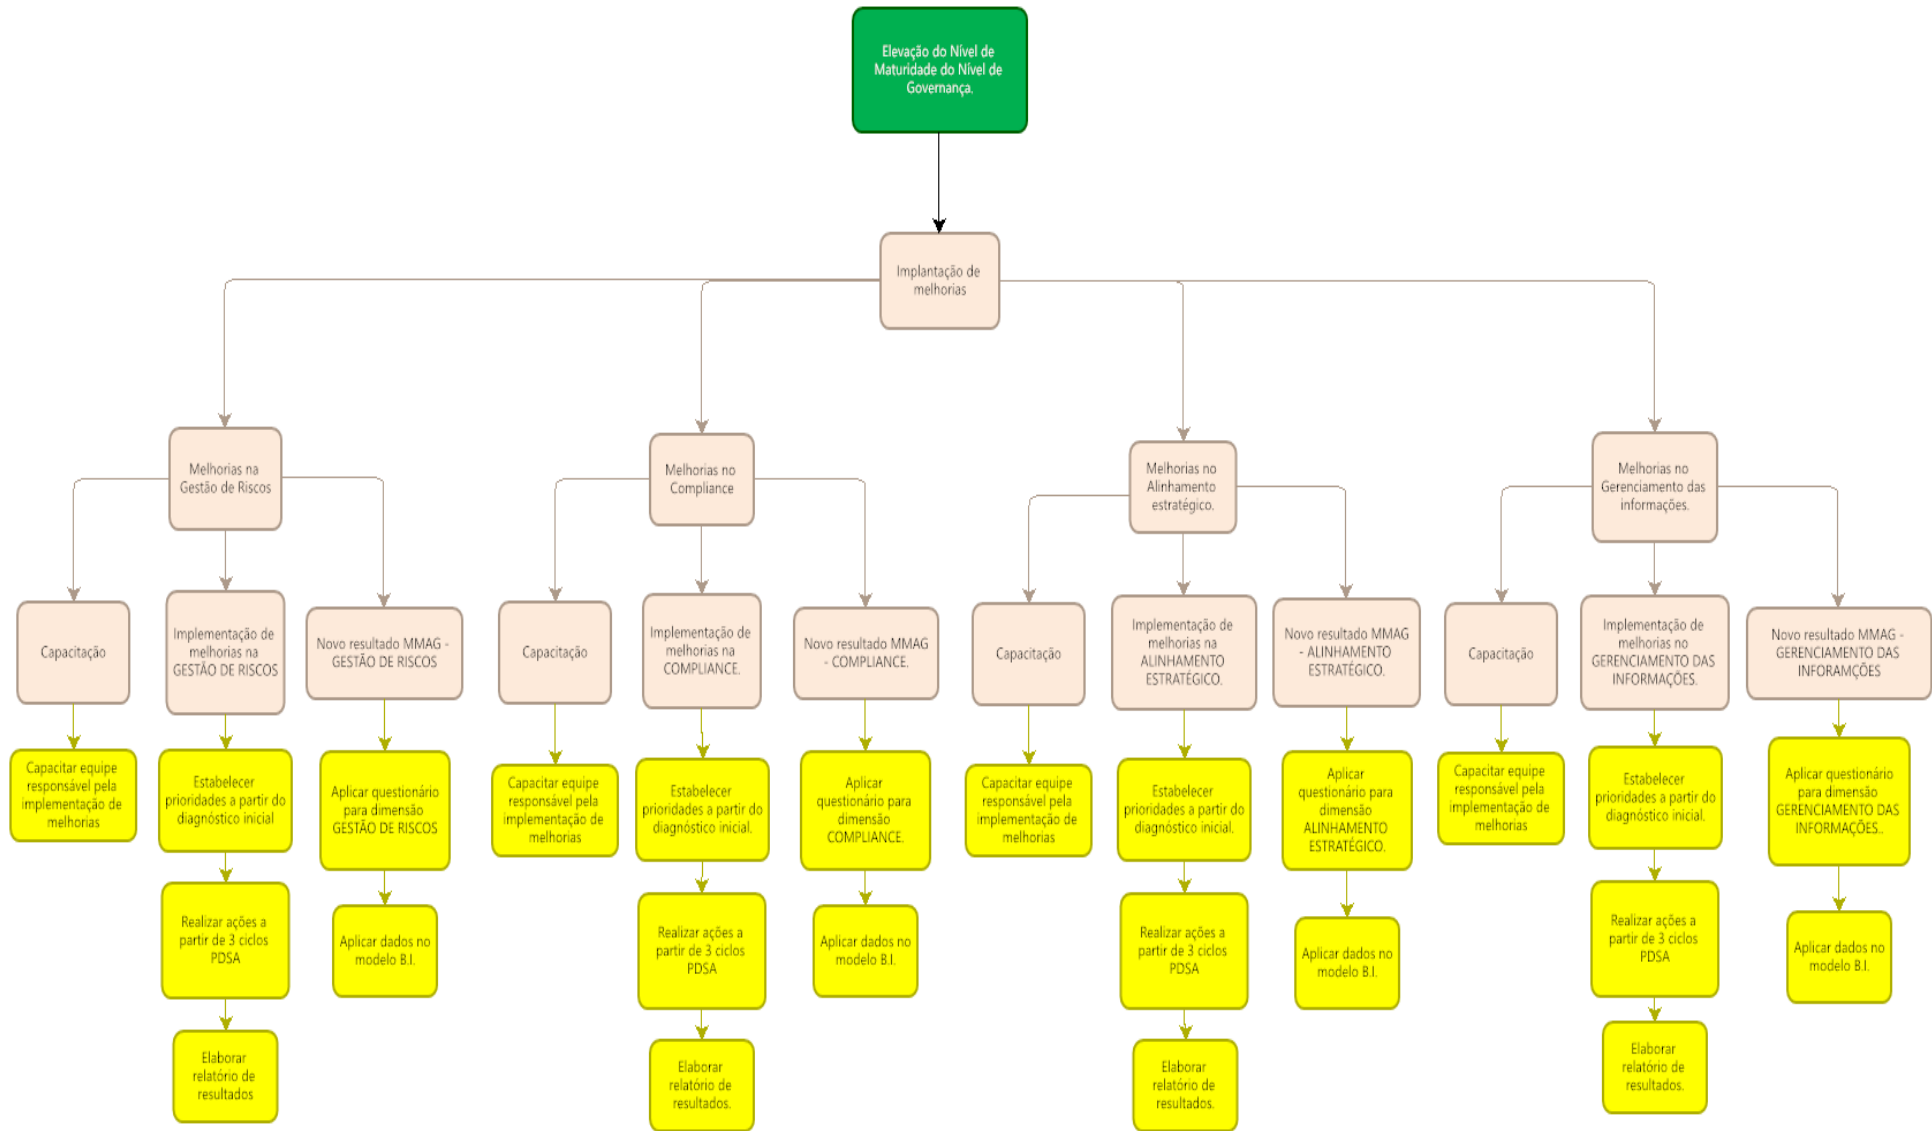 Elevação do Nível de
Maturidade do Nível de
Governança.
Implantação de
melhorias
Melhorias na
Gestão de Riscos
Melhorias no
Compliance
Melhorias no
Alinhamento
estratégico.
Melhorias no
Gerenciamento das
informações.
Capacitação
Implementação de
melhorias na
GESTÃO DE RISCOS
Novo resultado MMAG -
GESTÃO DE RISCOS
Capacitação
Implementação de
melhorias na
COMPLIANCE.
Novo resultado MMAG
- COMPLIANCE.
Capacitação
Implementação de
melhorias na
ALINHAMENTO
ESTRATÉGICO.
Novo resultado MMAG
- ALINHAMENTO
ESTRATÉGICO.
Capacitação
Implementação de
melhorias no
GERENCIAMENTO DAS
INFORMAÇÕES.
Novo resultado MMAG -
GERENCIAMENTO DAS
INFORAMÇÕES
Capacitar equipe
responsável pela
implementação de
melhorias
Estabelecer
prioridades a partir do
diagnóstico inicial
Aplicar questionário
para dimensão
GESTÃO DE RISCOS
Capacitar equipe
responsável pela
implementação de
melhorias
Estabelecer
prioridades a partir do
diagnóstico inicial.
Aplicar
questionário para
dimensão
COMPLIANCE.
Capacitar equipe
responsável pela
implementação de
melhorias
Estabelecer
prioridades a partir do
diagnóstico inicial.
Aplicar
questionário para
dimensão
ALINHAMENTO
ESTRATÉGICO.
Capacitar equipe
responsável pela
implementação de
melhorias
Estabelecer
prioridades a partir do
diagnóstico inicial.
Aplicar questionário
para dimensão
GERENCIAMENTO DAS
INFORMAÇÕES..
Realizar ações a
partir de 3 ciclos
PDSA
Aplicar dados no
modelo B.I.
Realizar ações a
partir de 3 ciclos
PDSA
Aplicar dados no
modelo B.I.
Realizar ações a
partir de 3 ciclos
PDSA
Aplicar dados no
modelo B.I.
Realizar ações a
partir de 3 ciclos
PDSA
Aplicar dados no
modelo B.I.
Elaborar
relatório de
resultados
Elaborar
relatório de
resultados.
Elaborar
relatório de
resultados.
Elaborar
relatório de
resultados.